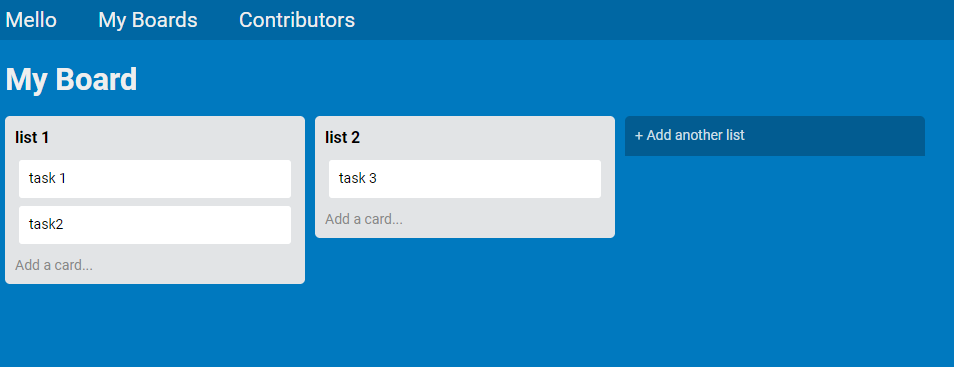 Mello My Boards Contributors
My Board
list 1
task 1
task2
Add a card...
list 2
task 3
Add a card...
+ Add another list